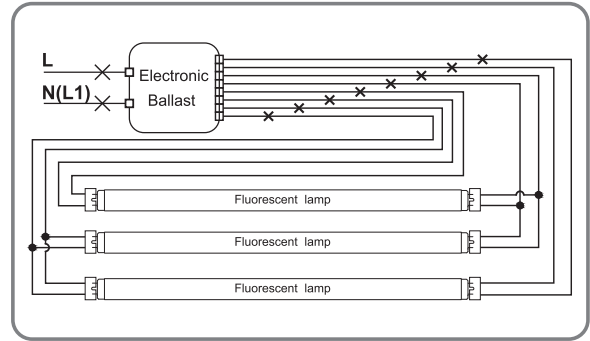 L
N(L1)
Electronic
Ballast
Fluorescent lamp
Fluorescent lamp
Fluorescent lamp